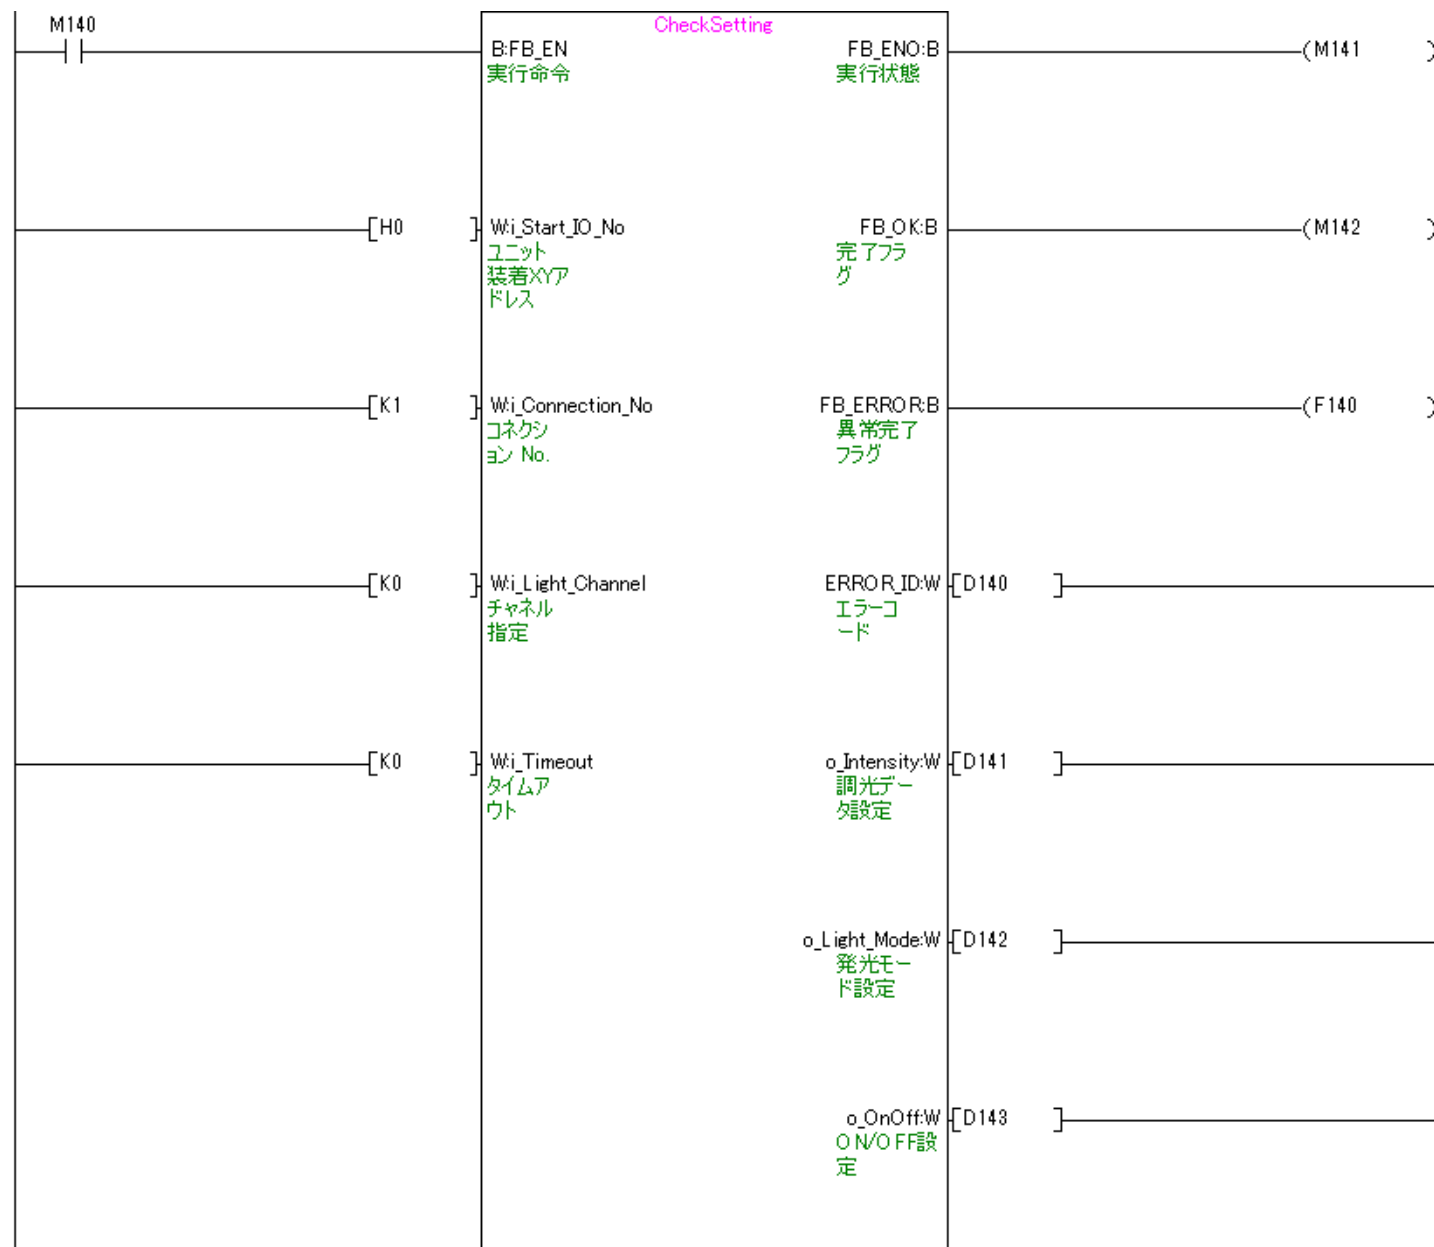 M140
CheckSetting
B:FB_EN
実行命令
FB_ENO:B
実行状態
(M141 )
[H0 ]
W:i_Start_IO_No
ユニット
装着XYア
ドレス
FB_OK:B
完了フラ
グ
(M142 )
[K1 ]
W:i_Connection_No
コネクシ
ョン No.
FB_ERROR:B
異常完了
フラグ
(F140 )
[K0 ]
W:i_Light_Channel
チャネル
指定
ERROR_ID:W
エラーコ
ード
[D140 ]
[K0 ]
W:i_Timeout
タイムア
ウト
o_Intensity:W
調光デー
タ設定
[D141 ]
o_Light_Mode:W
発光モー
ド設定
[D142 ]
o_OnOff:W
ON/OFF設
定
[D143 ]